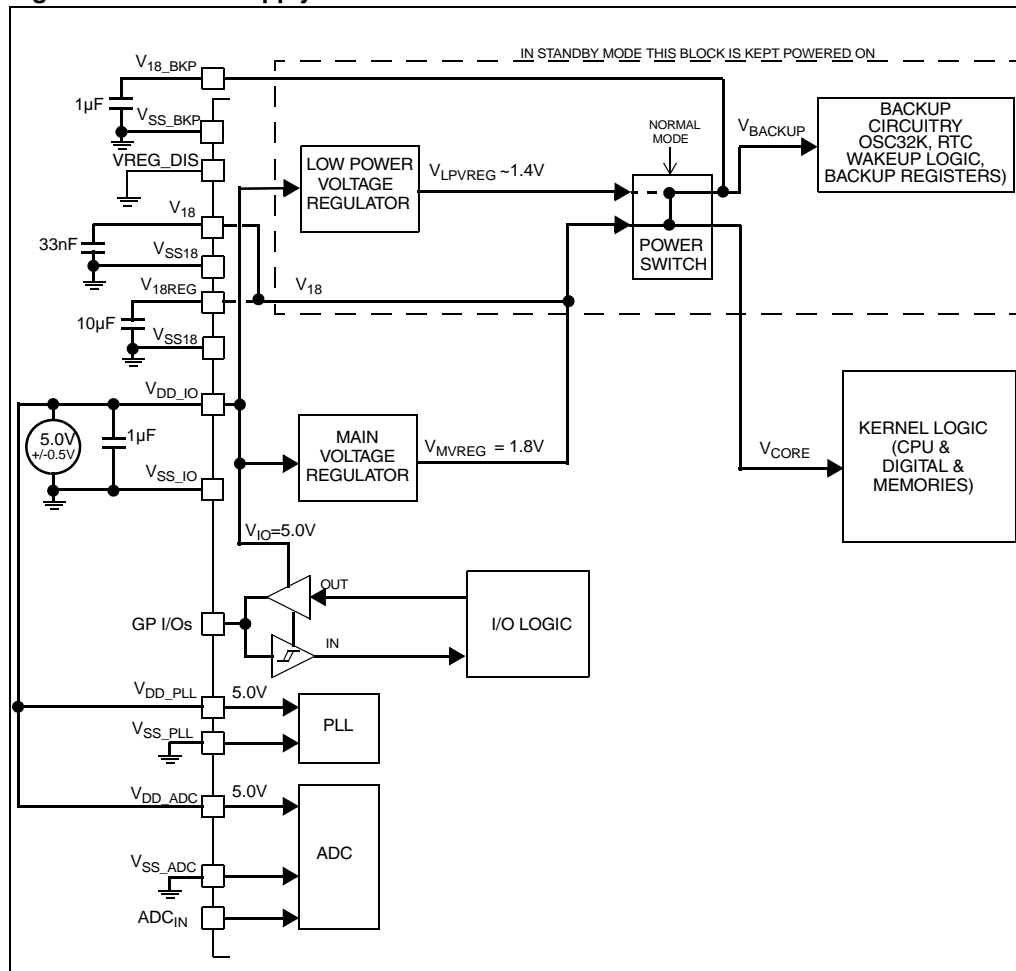 IN STANDBY MODE THIS BLOCK IS KEPT POWERED ON
V18_BKP
1µF
VSS_BKP
VREG_DIS
V18
33nF
VSS18
V18REG
10µF
VSS18
LOW POWER
VOLTAGE
REGULATOR
VLPVREG ~1.4V
NORMAL
MODE
POWER
SWITCH
VBACKUP
BACKUP
CIRCUITRY
OSC32K, RTC
WAKEUP LOGIC,
BACKUP REGISTERS)
V18
VDD_IO
5.0V
+/-0.5V
1µF
VSS_IO
MAIN
VOLTAGE
REGULATOR
VMVREG = 1.8V
VCORE
KERNEL LOGIC
(CPU &
DIGITAL &
MEMORIES)
VIO=5.0V
OUT
GP I/Os
IN
I/O LOGIC
VDD_PLL
5.0V
VSS_PLL
PLL
VDD_ADC
5.0V
VSS_ADC
ADC
ADCIN